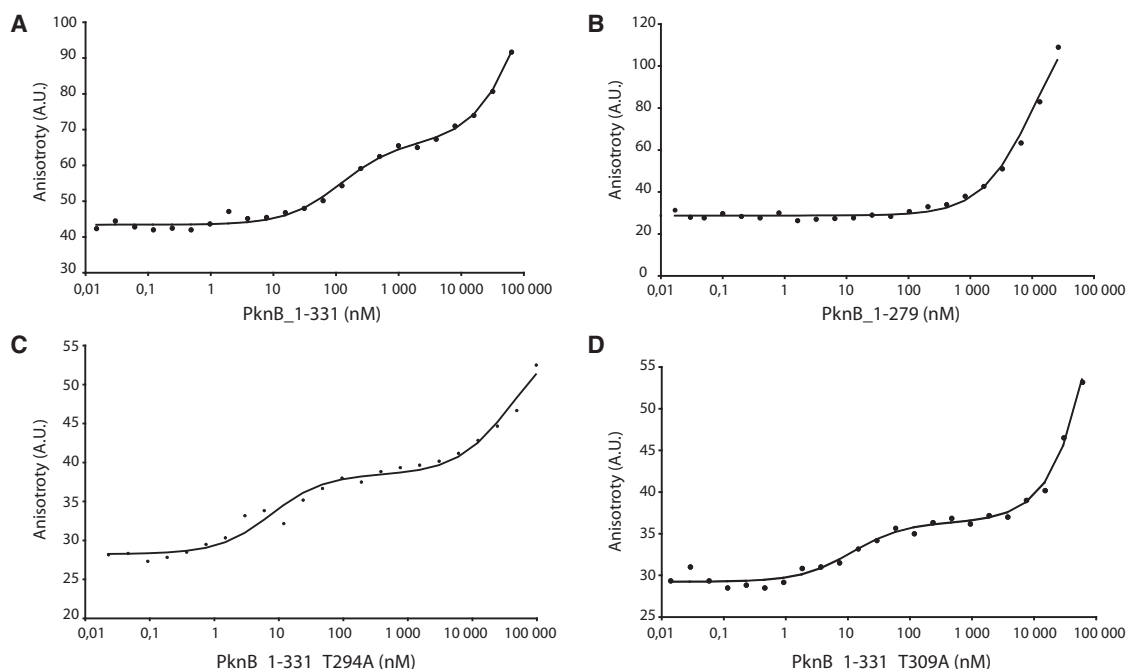 A
100
90
80
70
60
50
40
30
Anisotroty (A.U.)
0,01 0,1 1 10 100 1 000 10 000 100 000
PknB_1-331 (nM)
B
120
100
80
60
40
20
0
Anisotroty (A.U.)
0,01 0,1 1 10 100 1 000 10 000 100 000
PknB_1-279 (nM)
C
55
50
45
40
35
30
25
20
Anisotroty (A.U.)
0,01 0,1 1 10 100 1 000 10 000 100 000
PknB_1-331_T294A (nM)
D
55
50
45
40
35
30
25
Anisotroty (A.U.)
0,01 0,1 1 10 100 1 000 10 000 100 000
PknB_1-331_T309A (nM)